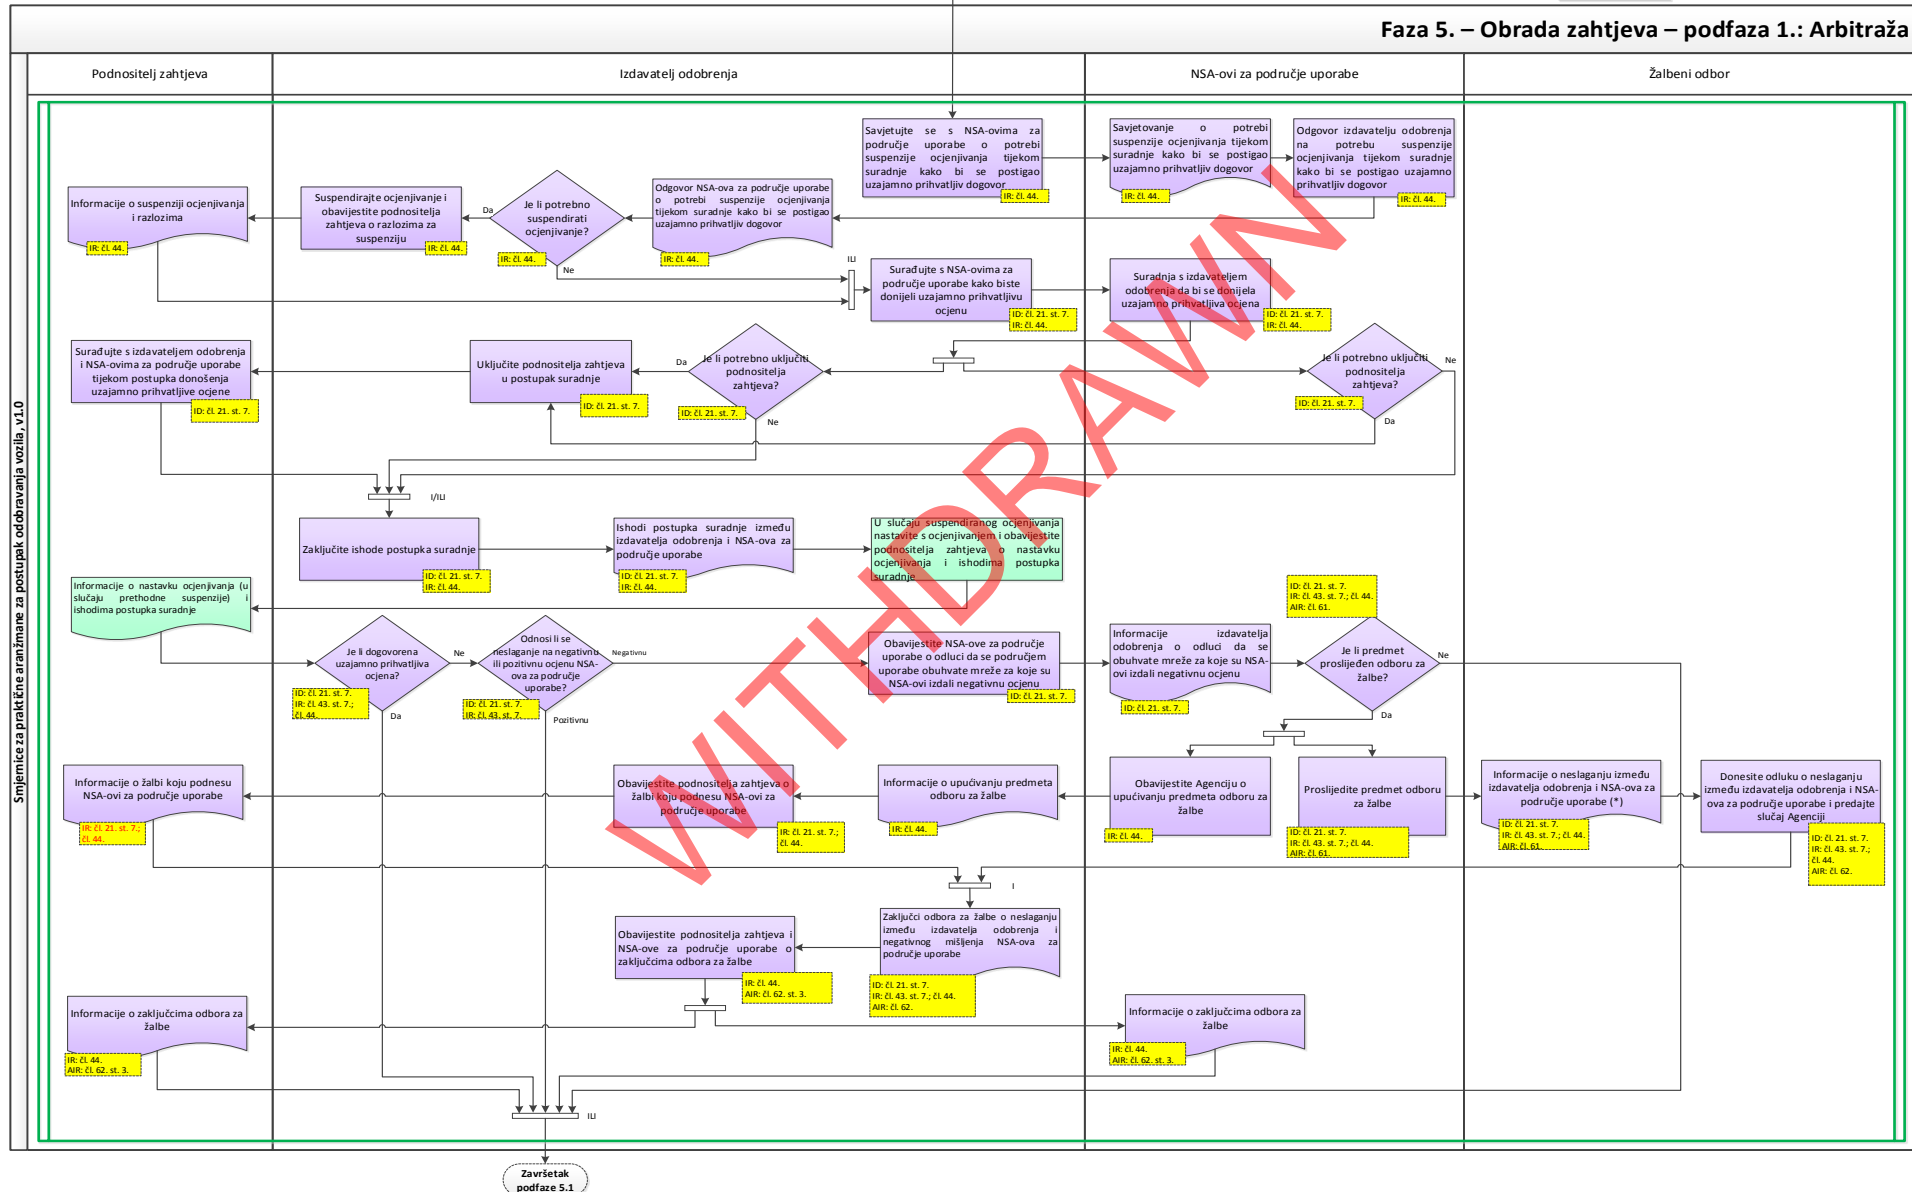 Faza 5. – Obrada zahtjeva – podfaza 1.: Arbitraža
Smjernice za praktične aranžmane za postupak odobravanja vozila, v1.0
Podnositelj zahtjeva
Izdavatelj odobrenja
NSA-ovi za područje uporabe
Žalbeni odbor
Savjetujte se s NSA-ovima za
područje uporabe o potrebi
suspenzije ocjenjivanja tijekom
suradnje kako bi se postigao
uzajamno prihvatljiv dogovor
IR: čl. 44.
Savjetovanje o potrebi
suspenzije ocjenjivanja tijekom
suradnje kako bi se postigao
uzajamno prihvatljiv dogovor
IR: čl. 44.
Odgovor izdavatelju odobrenja
na potrebu suspenzije
ocjenjivanja tijekom suradnje
kako bi se postigao uzajamno
prihvatljiv dogovor
IR: čl. 44.
Informacije o suspenziji ocjenjivanja
i razlozima
IR: čl. 44.
Suspendirajte ocjenjivanje i
obavijestite podnositelja
zahtjeva o razlozima za
suspenziju
IR: čl. 44.
Da
Je li potrebno
suspendirati
ocjenjivanje?
IR: čl. 44.
Ne
Odgovor NSA-ova za područje uporabe
o potrebi suspenzije ocjenjivanja
tijekom suradnje kako bi se postigao
uzajamno prihvatljiv dogovor
IR: čl. 44.
ILI
Surađujte s NSA-ovima za
područje uporabe kako biste
donijeli uzajamno prihvatljivu
ocjenu
ID: čl. 21. st. 7.
IR: čl. 44.
Suradnja s izdavateljem
odobrenja da bi se donijela
uzajamno prihvatljiva ocjena
ID: čl. 21. st. 7.
IR: čl. 44.
Surađujte s izdavateljem odobrenja
i NSA-ovima za područje uporabe
tijekom postupka donošenja
uzajamno prihvatljive ocjene
ID: čl. 21. st. 7.
Uključite podnositelja zahtjeva
u postupak suradnje
ID: čl. 21. st. 7.
Da
Je li potrebno uključiti
podnositelja
zahtjeva?
ID: čl. 21. st. 7.
Ne
Je li potrebno uključiti
podnositelja
zahtjeva?
ID: čl. 21. st. 7.
Ne
Da
I/ILI
Zaključite ishode postupka suradnje
ID: čl. 21. st. 7.
IR: čl. 44.
Ishodi postupka suradnje između
izdavatelja odobrenja i NSA-ova za
područje uporabe
ID: čl. 21. st. 7.
IR: čl. 44.
U slučaju suspendiranog ocjenjivanja
nastavite s ocjenjivanjem i obavijestite
podnositelja zahtjeva o nastavku
ocjenjivanja i ishodima postupka
suradnje
Informacije o nastavku ocjenjivanja (u
slučaju prethodne suspenzije) i
ishodima postupka suradnje
Je li dogovorena
uzajamno prihvatljiva
ocjena?
ID: čl. 21. st. 7.
IR: čl. 43. st. 7.;
čl. 44.
Ne
Da
Odnosi li se
neslaganje na negativnu
ili pozitivnu ocjenu NSA-
ova za područje
uporabe?
ID: čl. 21. st. 7.
IR: čl. 43. st. 7.
Negativnu
Pozitivnu
Obavijestite NSA-ove za područje
uporabe o odluci da se područjem
uporabe obuhvate mreže za koje su
NSA-ovi izdali negativnu ocjenu
ID: čl. 21. st. 7.
Informacije izdavatelja
odobrenja o odluci da se
obuhvate mreže za koje su NSA-
ovi izdali negativnu ocjenu
ID: čl. 21. st. 7.
ID: čl. 21. st. 7.
IR: čl. 43. st. 7.; čl. 44.
AIR: čl. 61.
Je li predmet
proslijeđen odboru za
žalbe?
Ne
Da
Informacije o žalbi koju podnesu
NSA-ovi za područje uporabe
IR: čl. 21. st. 7.;
čl. 44.
Obavijestite podnositelja zahtjeva o
žalbi koju podnesu NSA-ovi za
područje uporabe
IR: čl. 21. st. 7.;
čl. 44.
Informacije o upućivanju predmeta
odboru za žalbe
IR: čl. 44.
Obavijestite Agenciju o
upućivanju predmeta odboru za
žalbe
IR: čl. 44.
Proslijedite predmet odboru
za žalbe
ID: čl. 21. st. 7.
IR: čl. 43. st. 7.; čl. 44.
AIR: čl. 61.
Informacije o neslaganju između
izdavatelja odobrenja i NSA-ova za
područje uporabe (*)
ID: čl. 21. st. 7.
IR: čl. 43. st. 7.; čl. 44.
AIR: čl. 61.
Donesite odluku o neslaganju
između izdavatelja odobrenja i NSA-
ova za područje uporabe i predajte
slučaj Agenciji
ID: čl. 21. st. 7.
IR: čl. 43. st. 7.;
čl. 44.
AIR: čl. 62.
I
Obavijestite podnositelja zahtjeva i
NSA-ove za područje uporabe o
zaključcima odbora za žalbe
IR: čl. 44.
AIR: čl. 62. st. 3.
Zaključci odbora za žalbe o neslaganju
između izdavatelja odobrenja i
negativnog mišljenja NSA-ova za
područje uporabe
ID: čl. 21. st. 7.
IR: čl. 43. st. 7.; čl. 44.
AIR: čl. 62.
Informacije o zaključcima odbora za
žalbe
IR: čl. 44.
AIR: čl. 62. st. 3.
Informacije o zaključcima odbora za
žalbe
IR: čl. 44.
AIR: čl. 62. st. 3.
ILI
Završetak
podfaze 5.1
WITHDRAWN